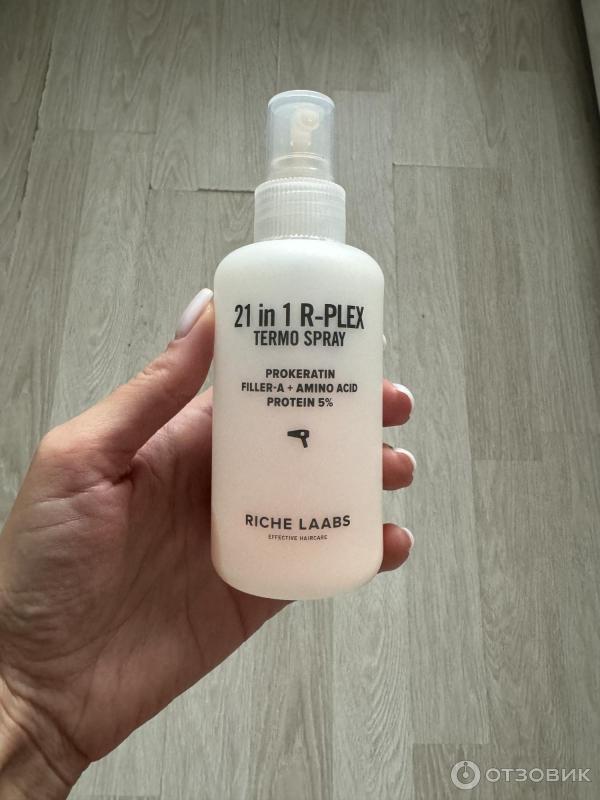 21 in 1 R-PLEX
TERMO SPRAY
PROKERATIN
FILLER-A + AMINO ACID
PROTEIN 5%
RICHE LAABS
EFFECTIVE HAIRCARE
ОТЗОВИК